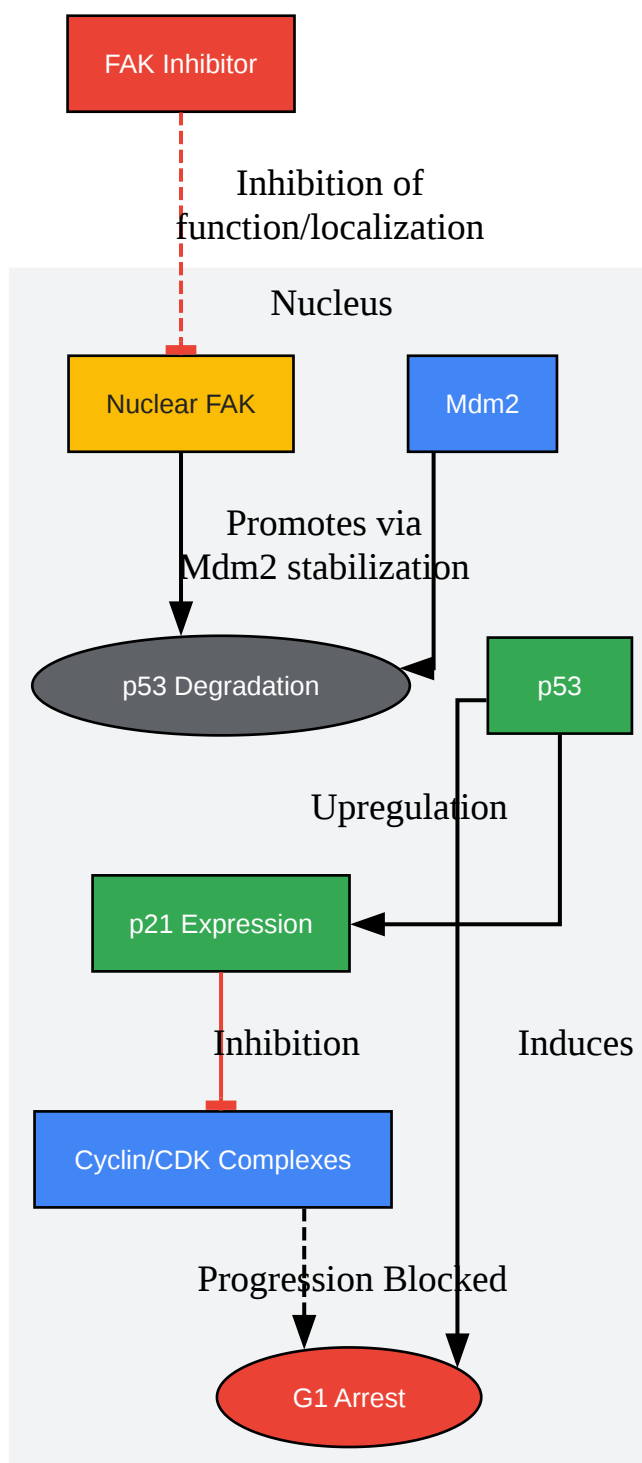 FAK Inhibitor
Inhibition of
function/localization
Nucleus
Nuclear FAK
Mdm2
Promotes via
Mdm2 stabilization
p53 Degradation
p53
Upregulation
p21 Expression
Inhibition
Induces
Cyclin/CDK Complexes
Progression Blocked
G1 Arrest